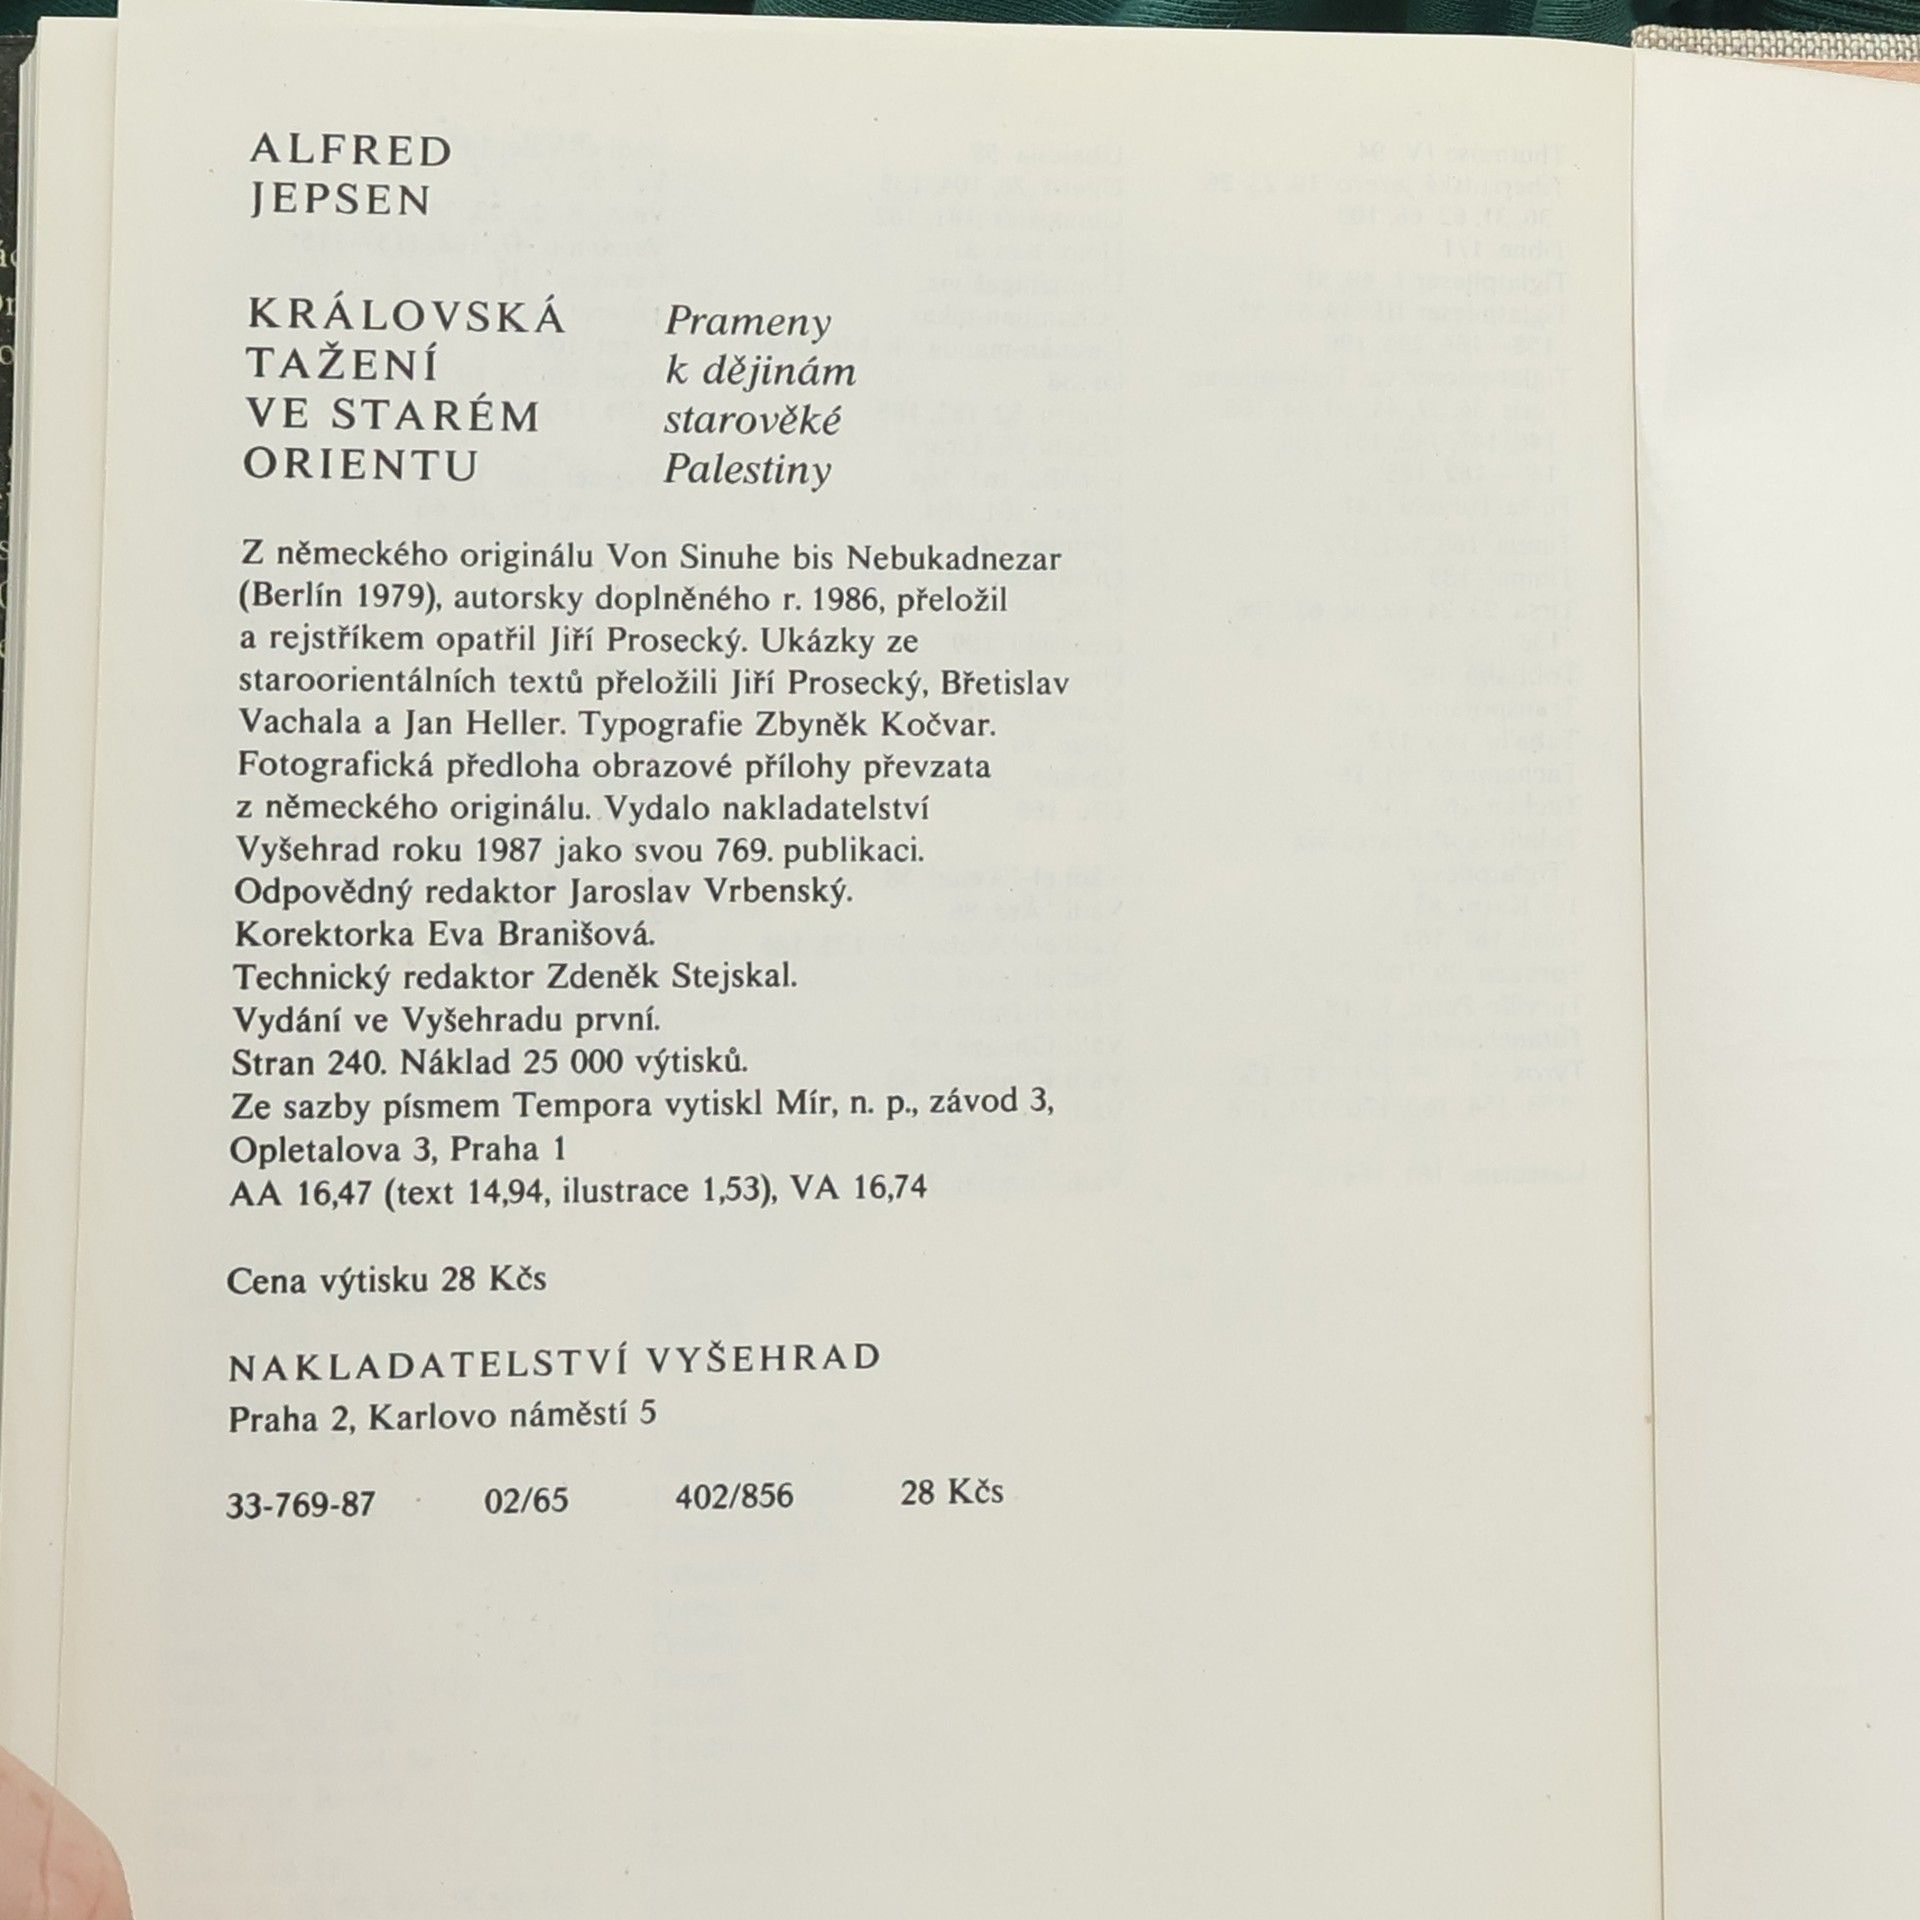 ALFRED
JEPSEN
KRÁLOVSKÁ
TAŽENÍ
VE STARÉM
ORIENTU
Prameny
k dějinám
starověké
Palestiny
Z německého originálu Von Sinuhe bis Nebukadnezar
(Berlín 1979), autorsky doplněného r. 1986, přeložil
a rejstříkem opatřil Jiří Prosecký. Ukázky ze
staroorientálních textů přeložili Jiří Prosecký, Břetislav
Vachala a Jan Heller. Typografie Zbyněk Kočvar.
Fotografická předloha obrazové přílohy převzata
z německého originálu. Vydalo nakladatelství
Vyšehrad roku 1987 jako svou 769. publikaci.
Odpovědný redaktor Jaroslav Vrbenský.
Korektorka Eva Branišová.
Technický redaktor Zdeněk Stejskal.
Vydání ve Vyšehradu první.
Stran 240. Náklad 25 000 výtisků.
Ze sazby písmem Tempora vytiskl Mír, n. p., závod 3,
Opletalova 3, Praha 1
AA 16,47 (text 14,94, ilustrace 1,53), VA 16,74
Cena výtisku 28 Kčs
NAKLADATELSTVÍ VYŠEHRAD
Praha 2, Karlovo náměstí 5
33-769-87 02/65 402/856 28 Kčs